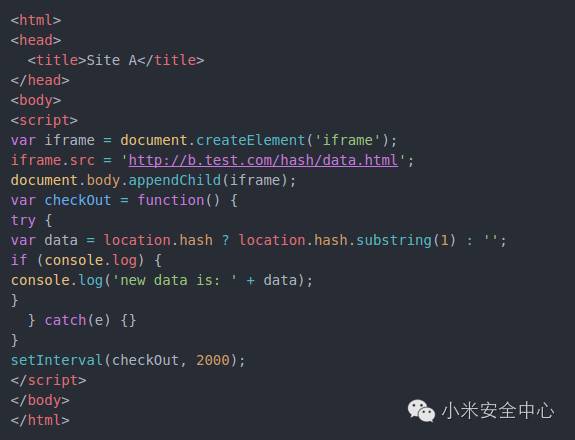 <html>
<head>
  <title>Site A</title>
</head>
<body>
<script>
var iframe = document.createElement('iframe');
iframe.src = 'http://b.test.com/hash/data.html';
document.body.appendChild(iframe);
var checkOut = function() {
try {
var data = location.hash ? location.hash.substring(1) : '';
if (console.log) {
console.log('new data is: ' + data);
}
  } catch(e) {}
}
setInterval(checkOut, 2000);
</script>
</body>
</html>
小米安全中心